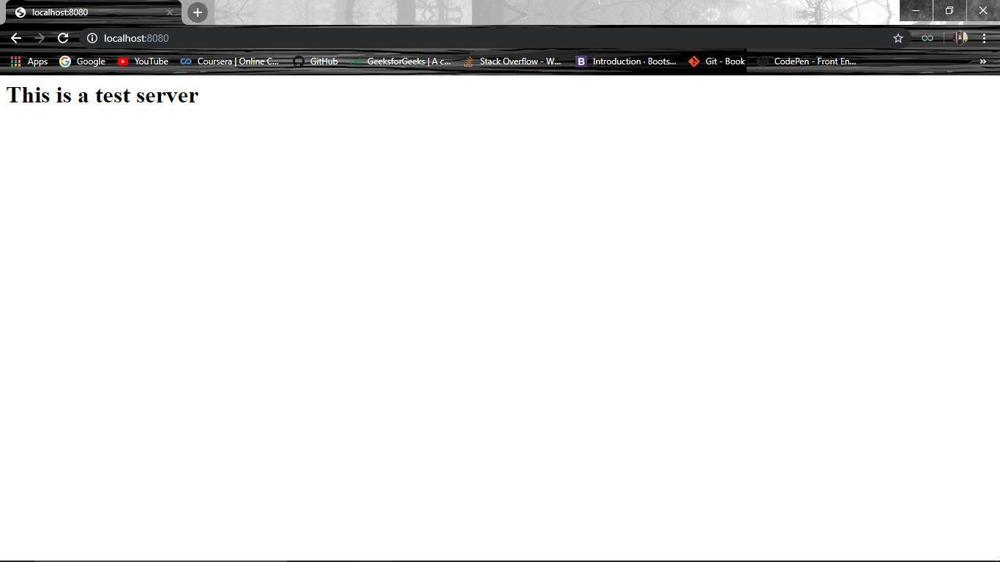 localhost:8080
localhost:8080
Apps Google YouTube Coursera | Online C... GitHub GeeksforGeeks | A c... Stack Overflow - W... B Introduction · Boots... Git - Book CodePen - Front En... »
This is a test server